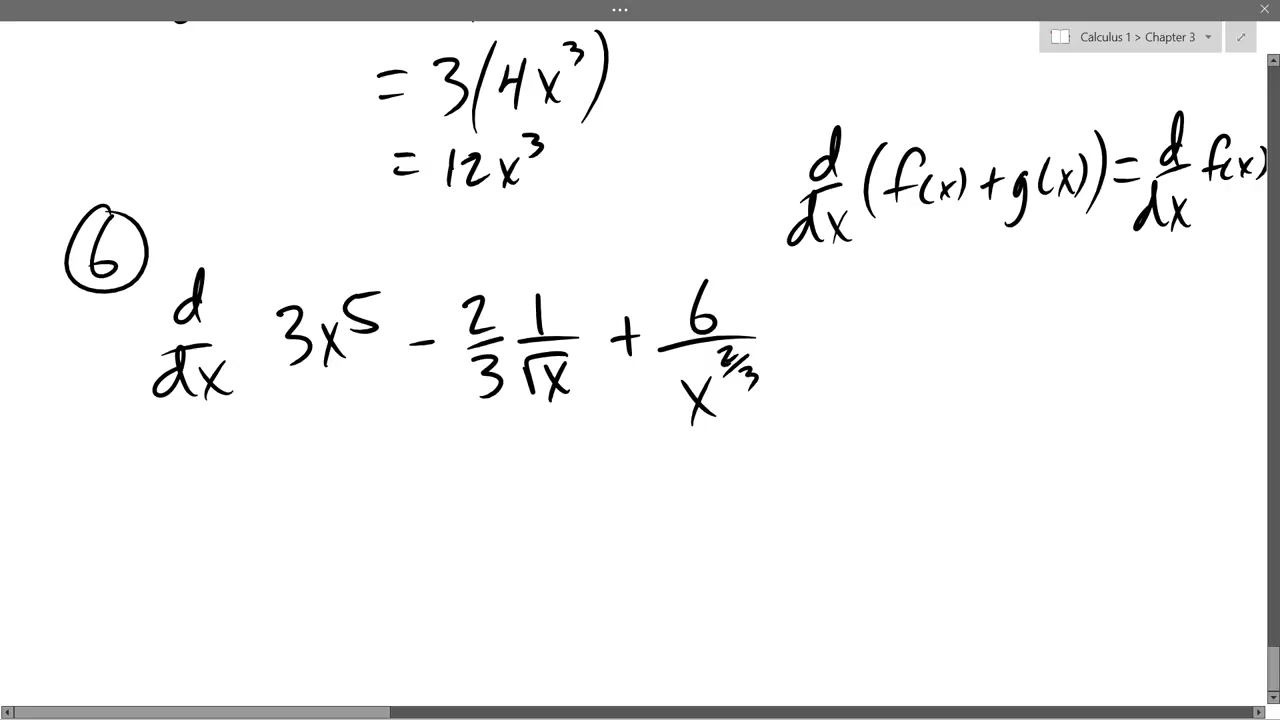 Calculus 1 > Chapter 3
= 3(4x³)
= 12x³
d/dx (f(x) + g(x)) = d/dx f(x)
6
d/dx 3x⁵ - 2/3 1/√x + 6/x^(2/3)